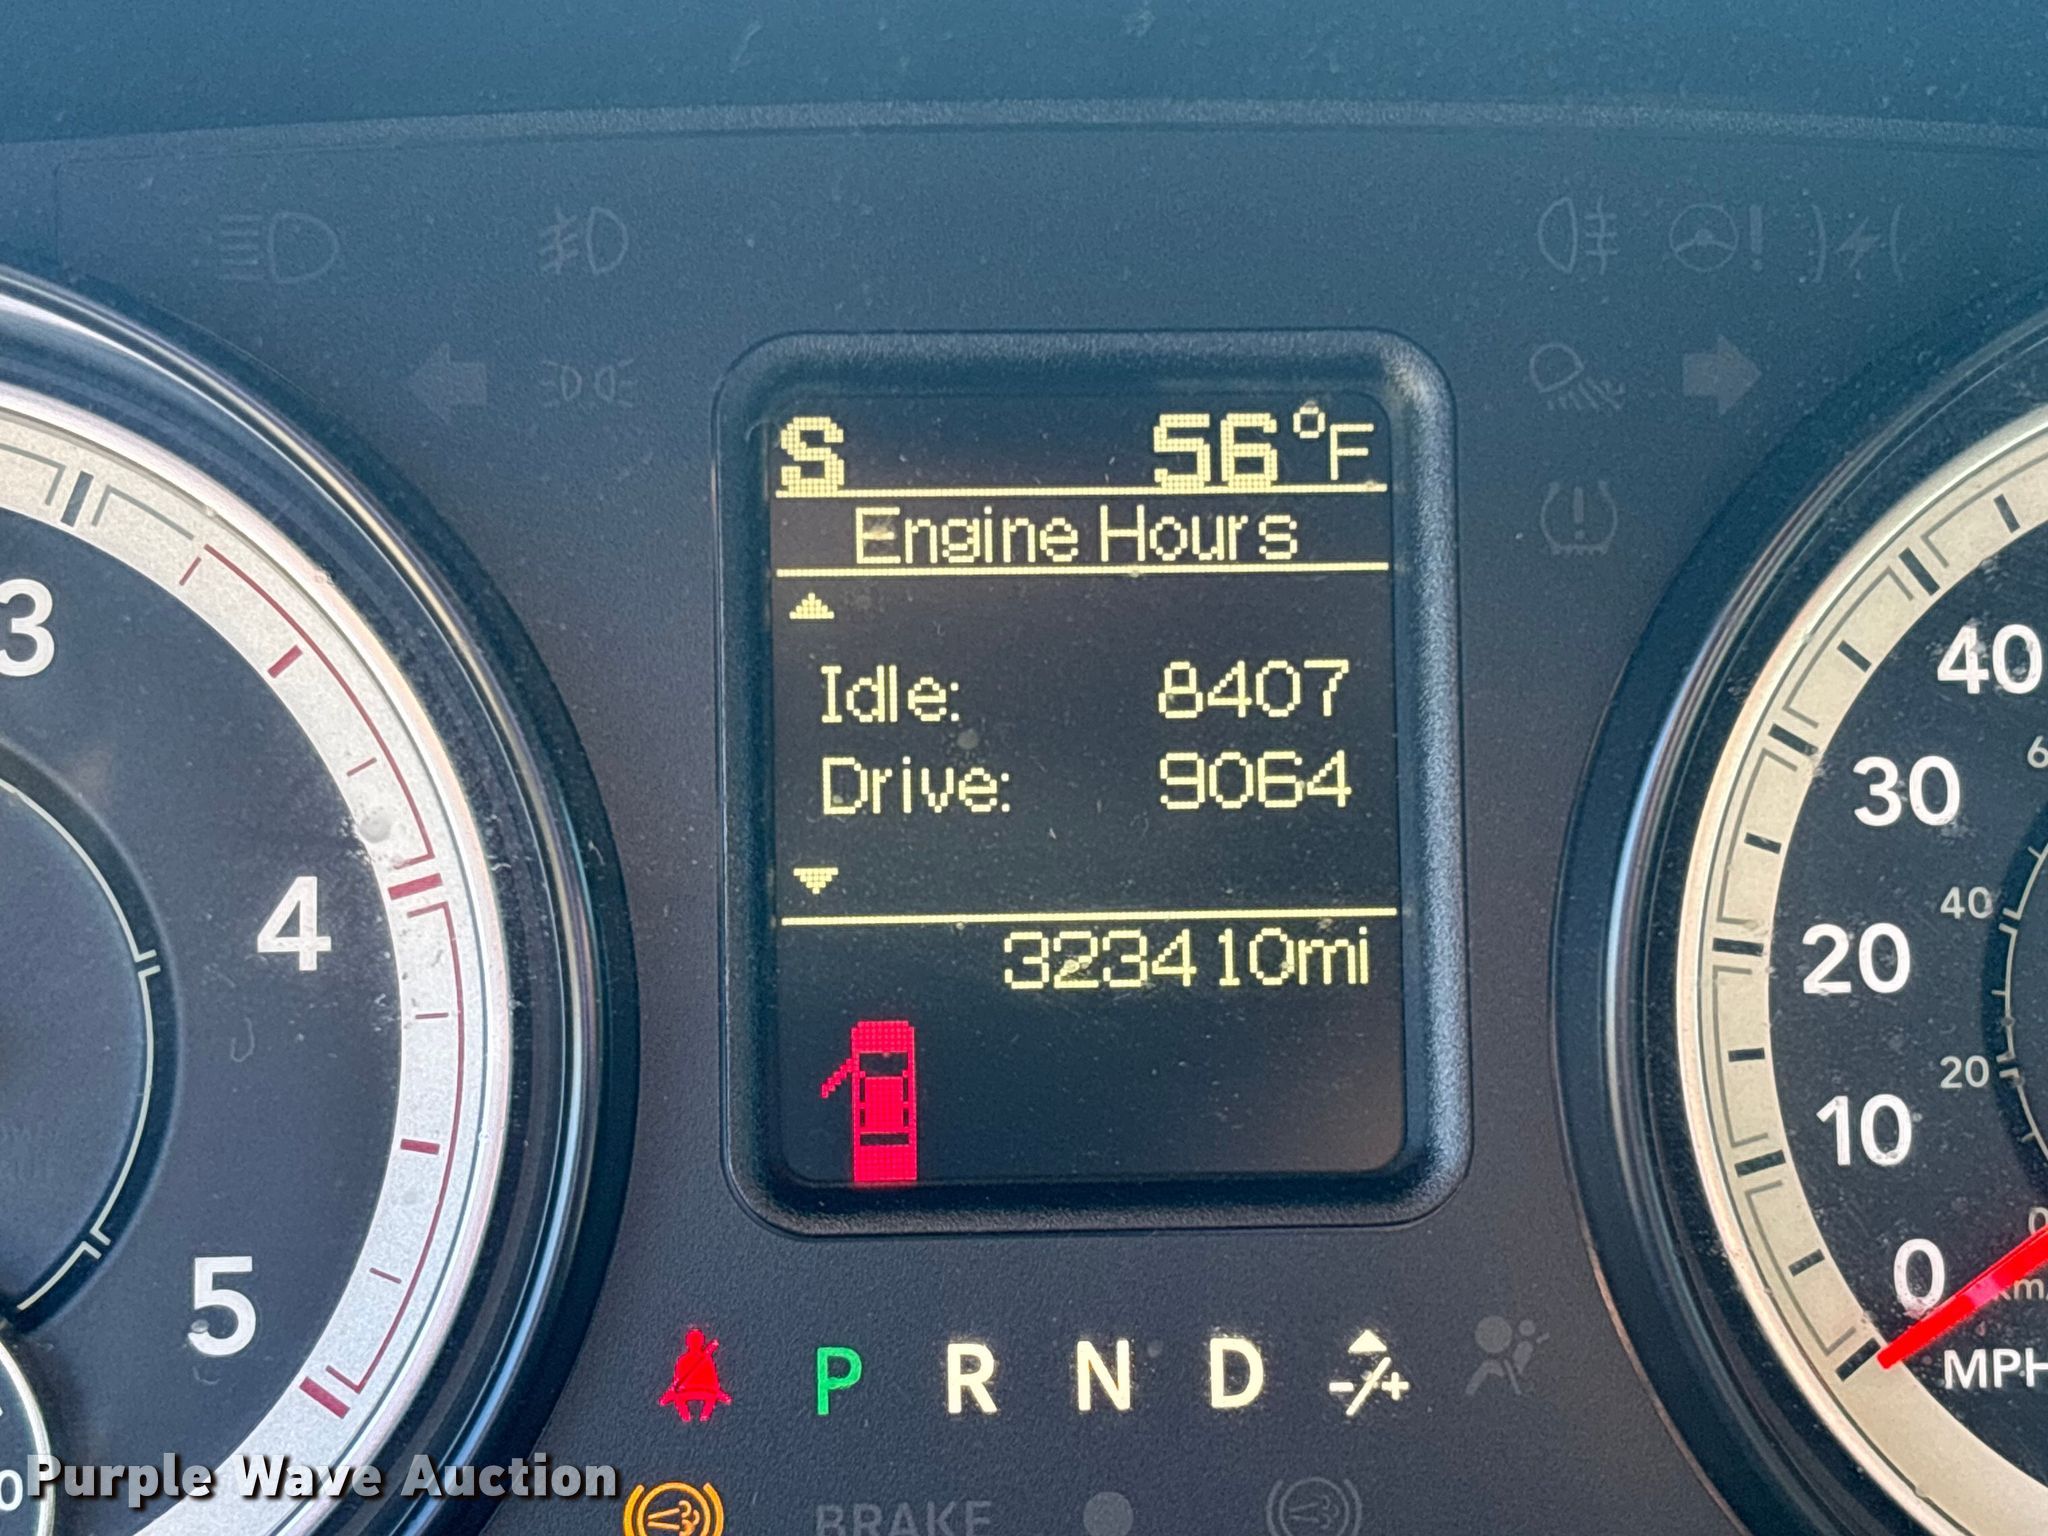 S 56°F
Engine Hours
Idle: 8407
Drive: 9064
323410mi
3
4
5
40
30
20
10
0
MPH
40
20
P R N D -/+
BRAKE
Purple Wave Auction